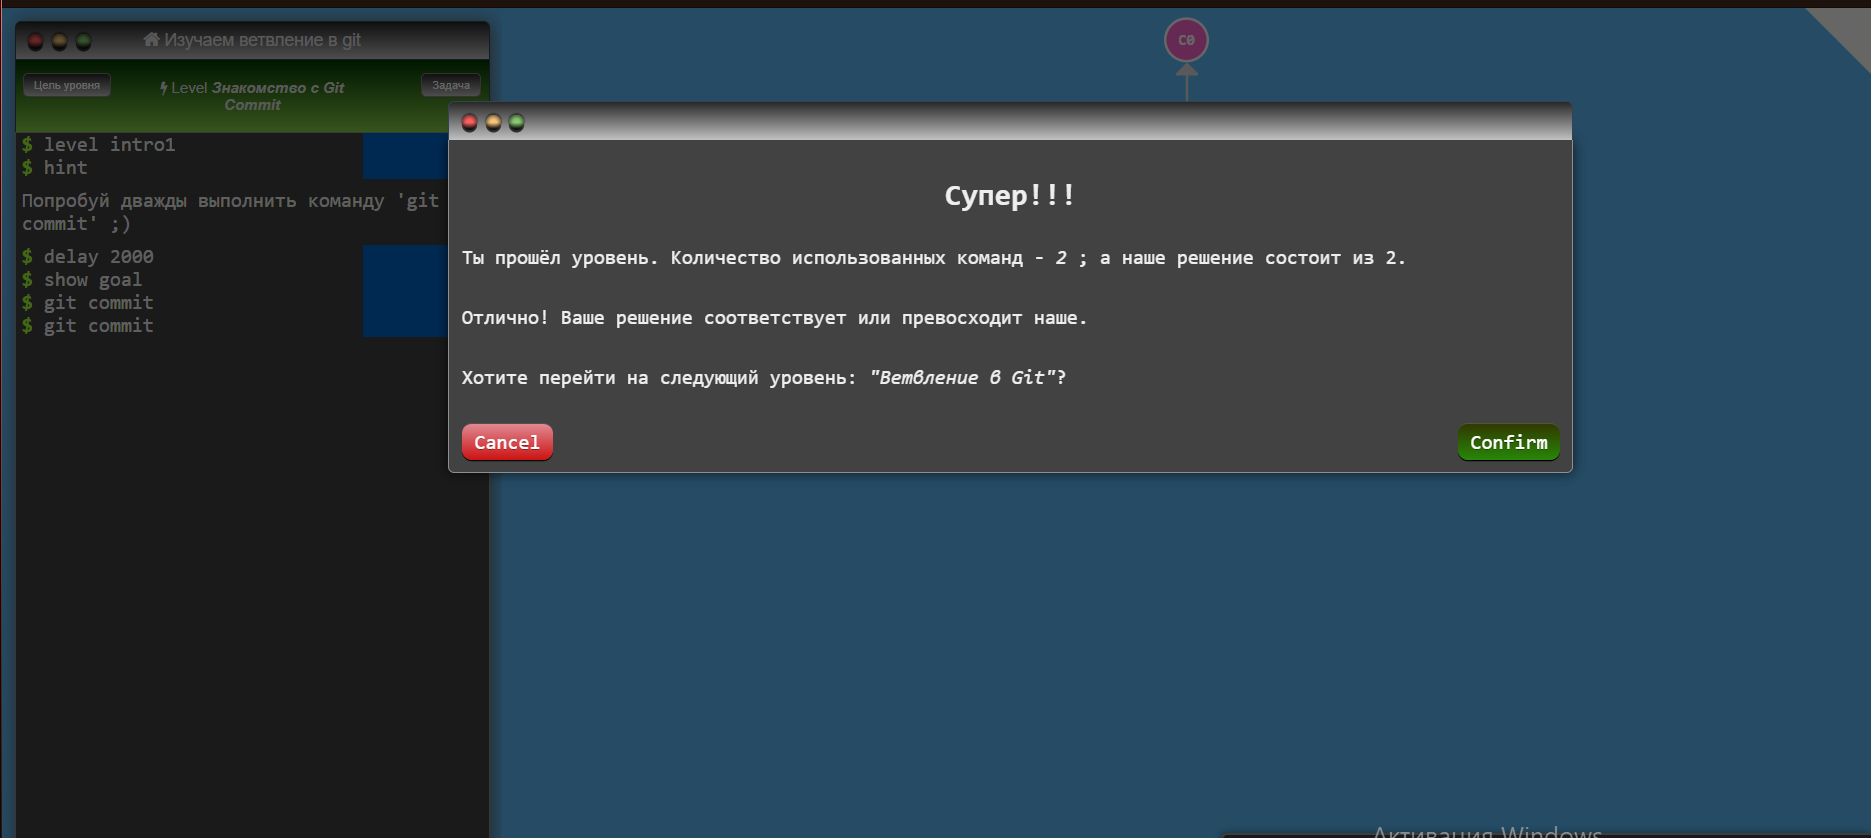 Изучаем ветвление в git
Цель уровня
Level Знакомство с Git
Commit
Задача
$ level intro1
$ hint
Попробуй дважды выполнить команду 'git
commit' ;)
$ delay 2000
$ show goal
$ git commit
$ git commit
C0
Супер!!!
Ты прошёл уровень. Количество использованных команд - 2 ; а наше решение состоит из 2.
Отлично! Ваше решение соответствует или превосходит наше.
Хотите перейти на следующий уровень: "Ветвление в Git"?
Cancel
Confirm
Активация Windows